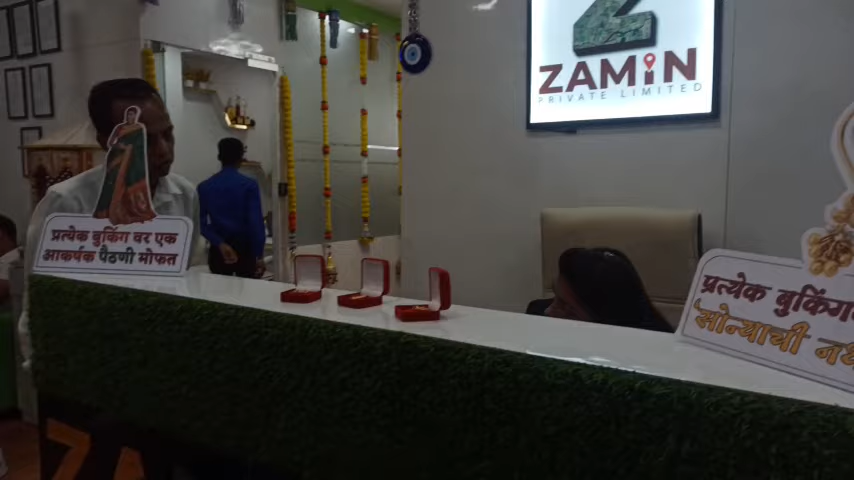 ZAMIN
PRIVATE LIMITED
प्रत्येक बुकिंग वर एक
आकर्षक पैठणी मोफत
प्रत्येक बुकिंग
सोन्याची